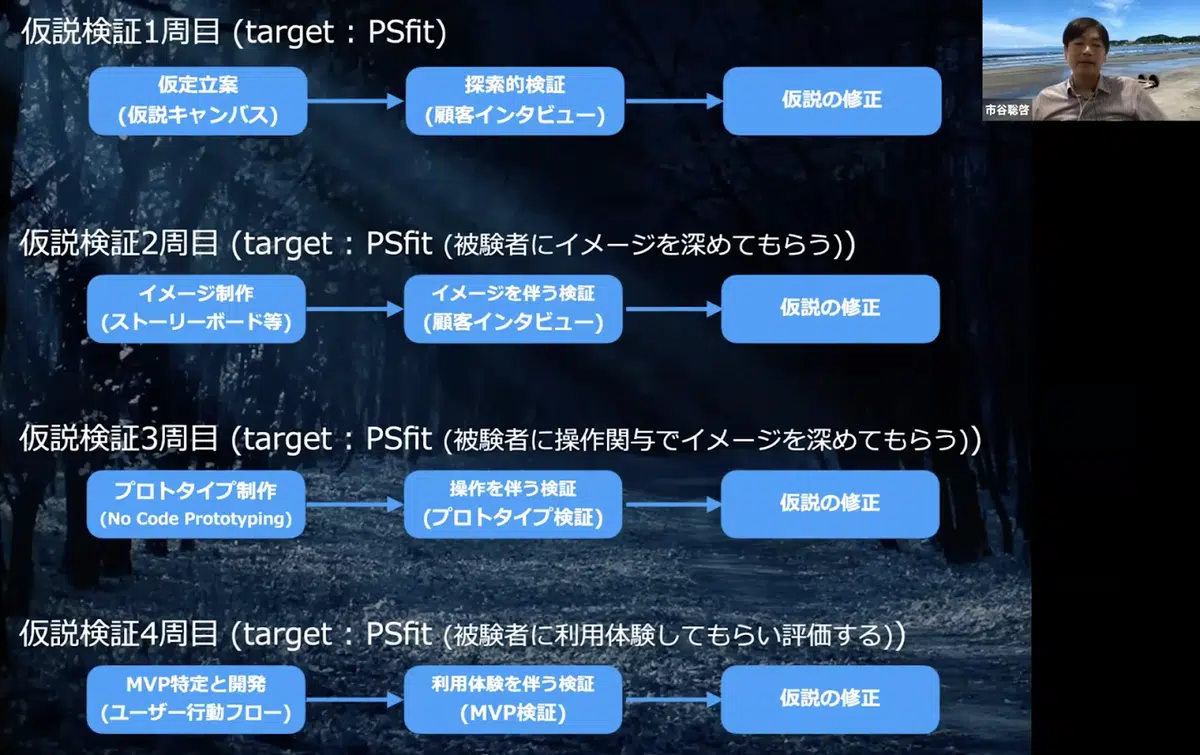 仮説検証1周目 (target : PSfit)
仮定立案
(仮説キャンバス)
探索的検証
(顧客インタビュー)
仮説の修正
市谷聡啓
仮説検証2周目 (target : PSfit (被験者にイメージを深めてもらう))
イメージ制作
(ストーリーボード等)
イメージを伴う検証
(顧客インタビュー)
仮説の修正
仮説検証3周目 (target : PSfit (被験者に操作関与でイメージを深めてもらう))
プロトタイプ制作
(No Code Prototyping)
操作を伴う検証
(プロトタイプ検証)
仮説の修正
仮説検証4周目 (target : PSfit (被験者に利用体験してもらい評価する))
MVP特定と開発
(ユーザー行動フロー)
利用体験を伴う検証
(MVP検証)
仮説の修正